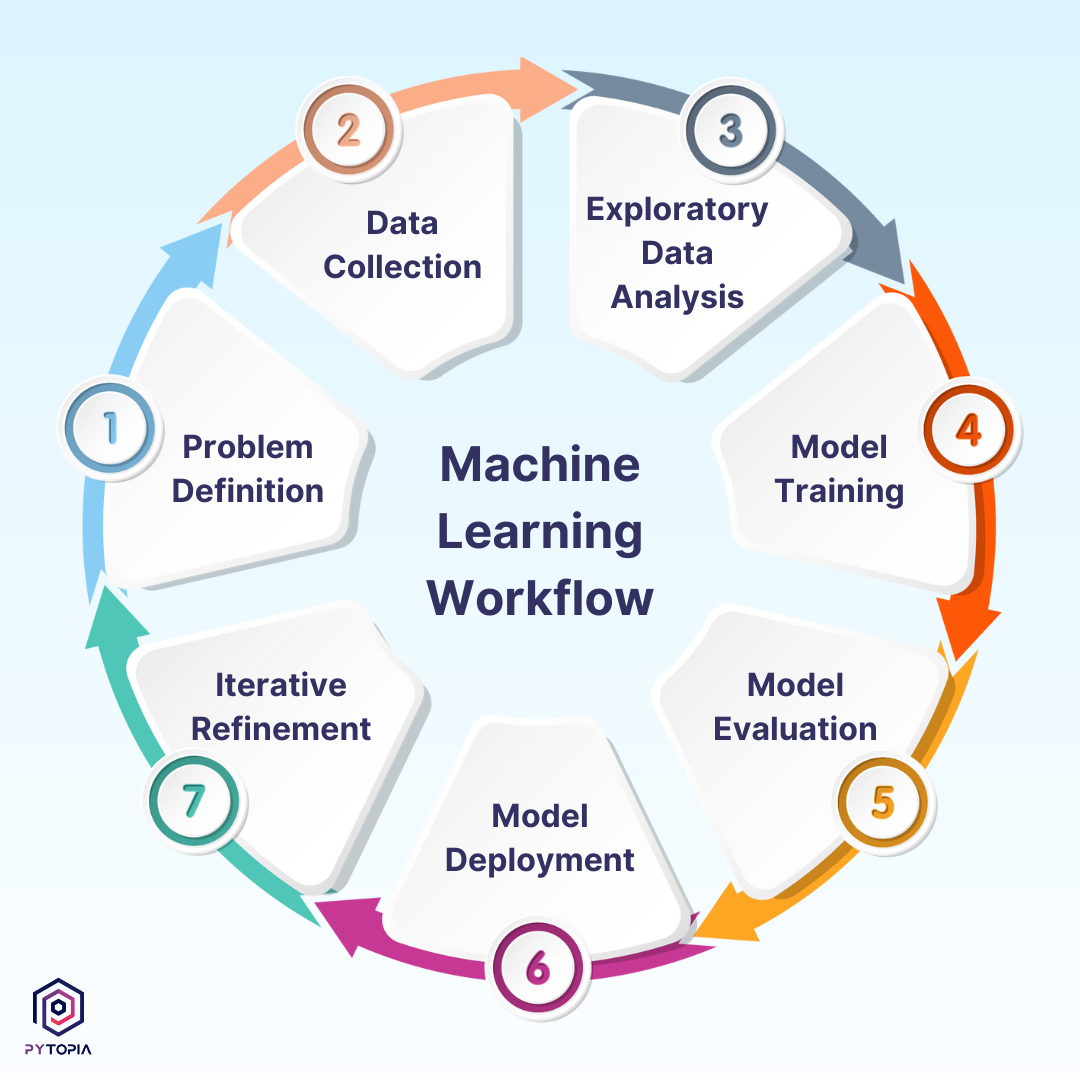 Machine
Learning
Workflow
1
Problem
Definition
2
Data
Collection
3
Exploratory
Data
Analysis
4
Model
Training
5
Model
Evaluation
6
Model
Deployment
7
Iterative
Refinement
PYTOPIA